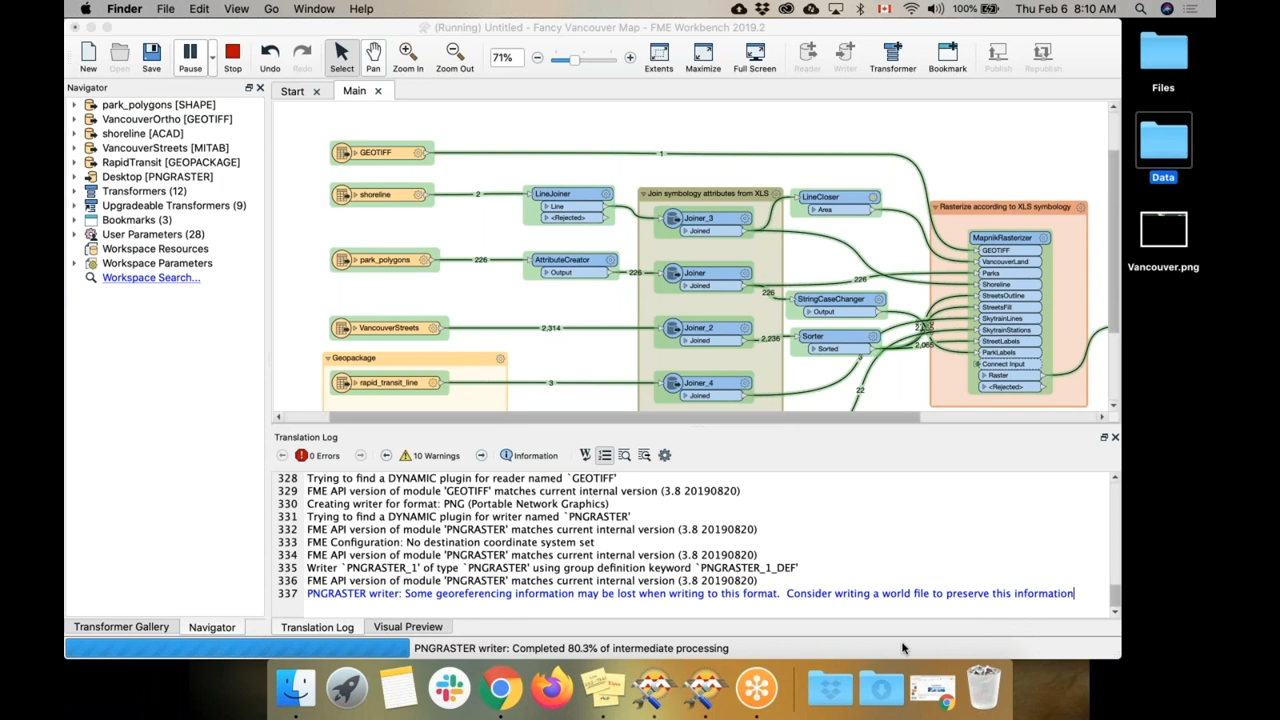 Finder File Edit View Go Window Help
100% Thu Feb 6 8:10 AM
(Running) Untitled - Fancy Vancouver Map - FME Workbench 2019.2
New Open Save Pause Stop Undo Redo Select Pan Zoom In Zoom Out 71% Extents Maximize Full Screen Reader Writer Transformer Bookmark Publish Republish
Navigator
park_polygons [SHAPE]
VancouverOrtho [GEOTIFF]
shoreline [ACAD]
VancouverStreets [MITAB]
RapidTransit [GEOPACKAGE]
Desktop [PNGRASTER]
Transformers (12)
Upgradeable Transformers (9)
Bookmarks (3)
User Parameters (28)
Workspace Resources
Workspace Parameters
Workspace Search...
Transformer Gallery
Navigator
Start
Main
GEOTIFF
1
shoreline
2
LineJoiner
Line
<Rejected>
park_polygons
226
AttributeCreator
Output
226
VancouverStreets
2,314
Geopackage
rapid_transit_line
3
Join symbology attributes from XLS
Joiner_3
Joined
Joiner
Joined
Joiner_2
Joined
Joiner_4
Joined
LineCloser
Area
226
226
StringCaseChanger
Output
2,236
Sorter
Sorted
3
22
2,065
Rasterize according to XLS symbology
MapnikRasterizer
GEOTIFF
VancouverLand
Parks
Shoreline
StreetsOutline
StreetsFill
SkytrainLines
SkytrainStations
StreetLabels
ParkLabels
Connect Input
Raster
<Rejected>
Translation Log
0 Errors 10 Warnings Information
328 Trying to find a DYNAMIC plugin for reader named `GEOTIFF'
329 FME API version of module 'GEOTIFF' matches current internal version (3.8 20190820)
330 Creating writer for format: PNG (Portable Network Graphics)
331 Trying to find a DYNAMIC plugin for writer named `PNGRASTER'
332 FME API version of module 'PNGRASTER' matches current internal version (3.8 20190820)
333 FME Configuration: No destination coordinate system set
334 FME API version of module 'PNGRASTER' matches current internal version (3.8 20190820)
335 Writer `PNGRASTER_1' of type `PNGRASTER' using group definition keyword `PNGRASTER_1_DEF'
336 FME API version of module 'PNGRASTER' matches current internal version (3.8 20190820)
337 PNGRASTER writer: Some georeferencing information may be lost when writing to this format.  Consider writing a world file to preserve this information
Translation Log
Visual Preview
PNGRASTER writer: Completed 80.3% of intermediate processing
Files
Data
Vancouver.png